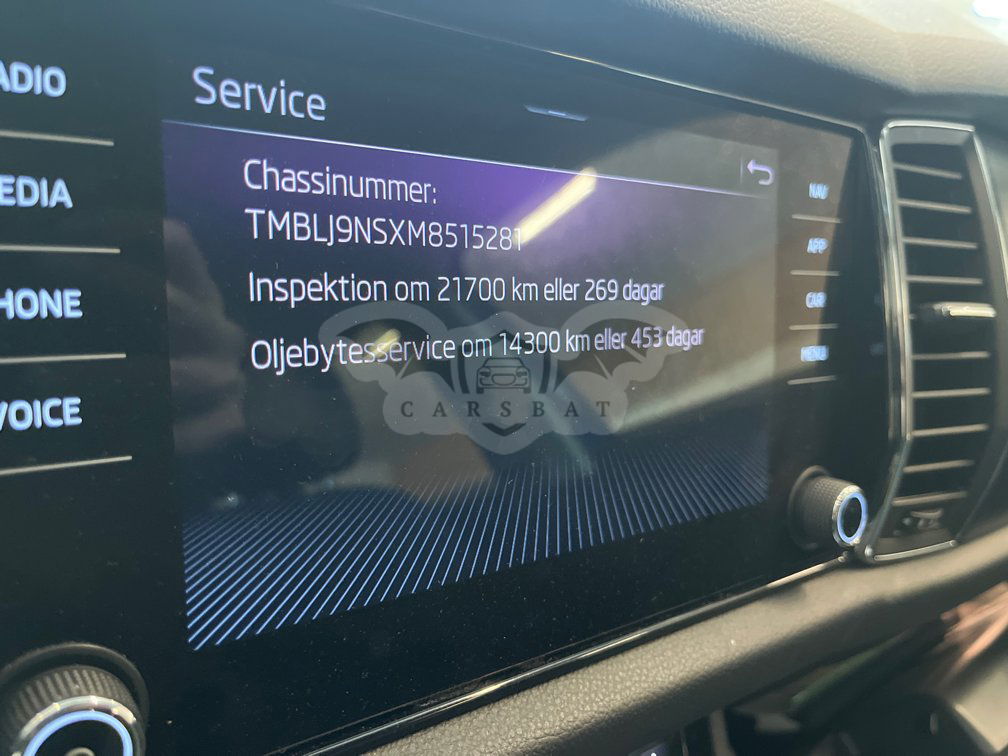 Service
Chassinummer:
TMBLJ9NSXM8515281
Inspektion om 21700 km eller 269 dagar
Oljebytesservice om 14300 km eller 453 dagar
ADIO
EDIA
HONE
VOICE
NAV
APP
CAR
MENU
CARSBAT